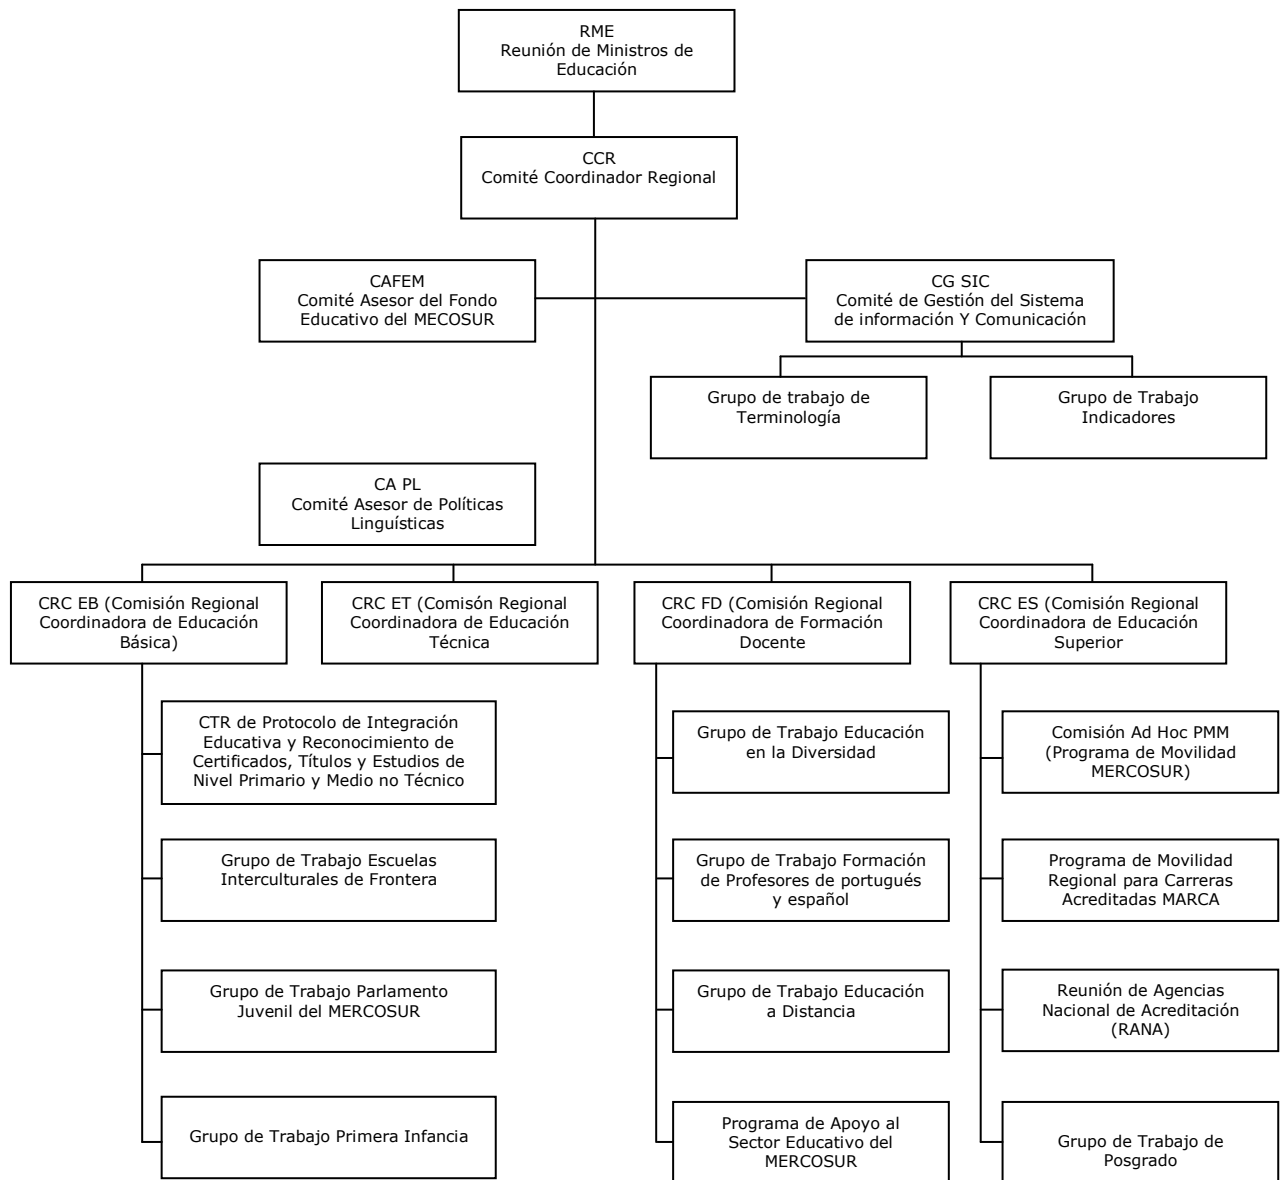 RME
Reunión de Ministros de
Educación
CCR
Comité Coordinador Regional
CAFEM
Comité Asesor del Fondo
Educativo del MECOSUR
CG SIC
Comité de Gestión del Sistema
de información Y Comunicación
Grupo de trabajo de
Terminología
Grupo de Trabajo
Indicadores
CA PL
Comité Asesor de Políticas
Linguísticas
CRC EB (Comisión Regional
Coordinadora de Educación
Básica)
CRC ET (Comisón Regional
Coordinadora de Educación
Técnica
CRC FD (Comisión Regional
Coordinadora de Formación
Docente
CRC ES (Comisión Regional
Coordinadora de Educación
Superior
CTR de Protocolo de Integración
Educativa y Reconocimiento de
Certificados, Títulos y Estudios de
Nivel Primario y Medio no Técnico
Grupo de Trabajo Escuelas
Interculturales de Frontera
Grupo de Trabajo Parlamento
Juvenil del MERCOSUR
Grupo de Trabajo Primera Infancia
Grupo de Trabajo Educación
en la Diversidad
Grupo de Trabajo Formación
de Profesores de portugués
y español
Grupo de Trabajo Educación
a Distancia
Programa de Apoyo al
Sector Educativo del
MERCOSUR
Comisión Ad Hoc PMM
(Programa de Movilidad
MERCOSUR)
Programa de Movilidad
Regional para Carreras
Acreditadas MARCA
Reunión de Agencias
Nacional de Acreditación
(RANA)
Grupo de Trabajo de
Posgrado